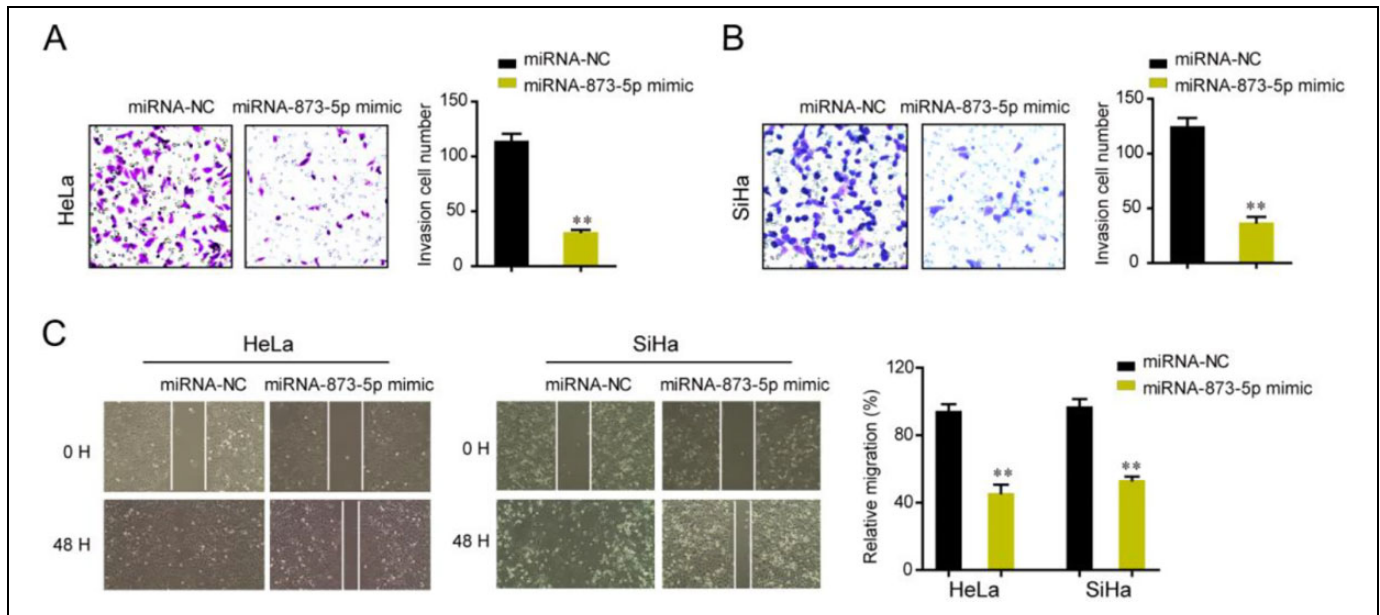 A
miRNA-NC
miRNA-873-5p mimic
miRNA-NC miRNA-873-5p mimic
HeLa
Invasion cell number
150
100
50
0
**
B
miRNA-NC
miRNA-873-5p mimic
miRNA-NC miRNA-873-5p mimic
SiHa
Invasion cell number
150
100
50
0
**
C
HeLa
miRNA-NC miRNA-873-5p mimic
0 H
48 H
SiHa
miRNA-NC miRNA-873-5p mimic
0 H
48 H
miRNA-NC
miRNA-873-5p mimic
Relative migration (%)
120
80
40
0
**
**
HeLa SiHa